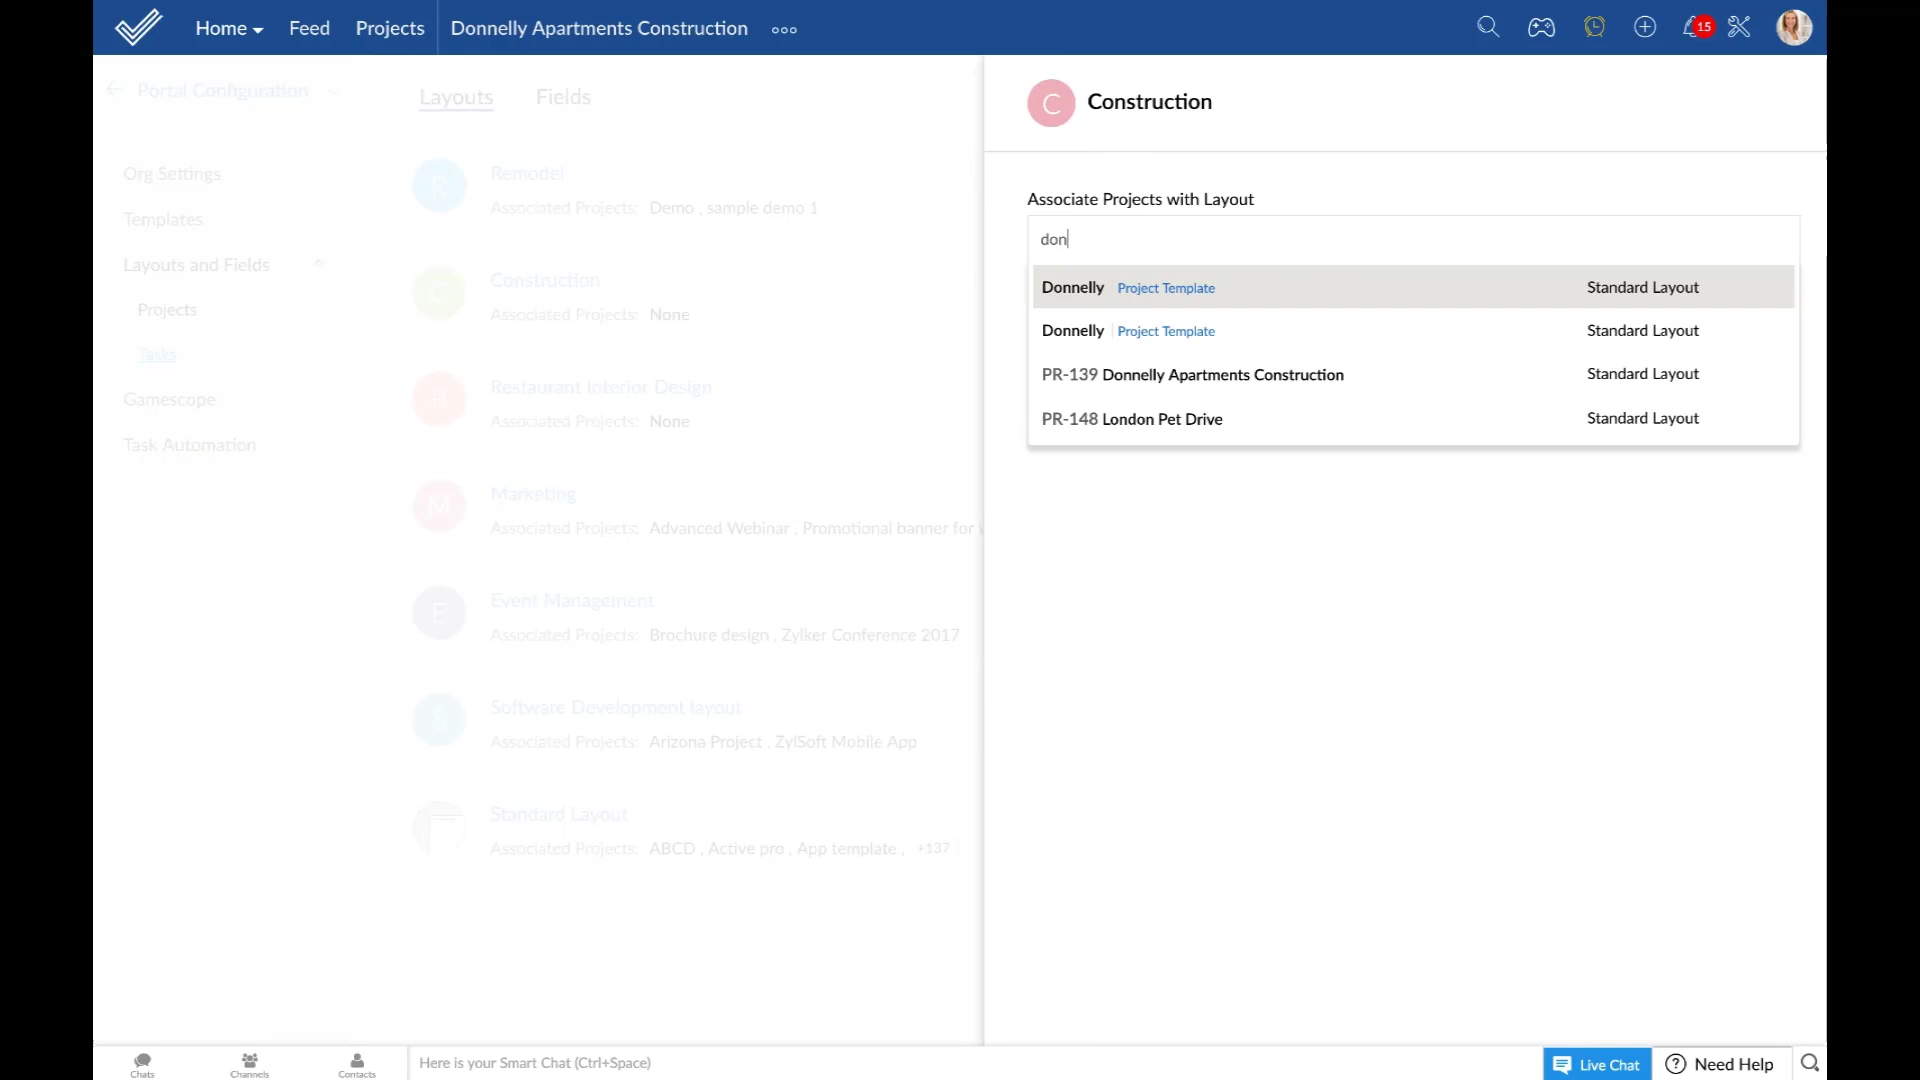 Home Feed Projects Donnelly Apartments Construction 15
Portal Configuration
Org Settings
Templates
Layouts and Fields
Projects
Tasks
Gamescope
Task Automation
Layouts Fields
R
Remodel
Associated Projects: Demo , sample demo 1
C
Construction
Associated Projects: None
R
Restaurant Interior Design
Associated Projects: None
M
Marketing
Associated Projects: Advanced Webinar , Promotional banner for
E
Event Management
Associated Projects: Brochure design , Zylker Conference 2017
S
Software Development layout
Associated Projects: Arizona Project , ZylSoft Mobile App
Standard Layout
Associated Projects: ABCD , Active pro , App template , +137
C Construction
Associate Projects with Layout
don
Donnelly Project Template Standard Layout
Donnelly Project Template Standard Layout
PR-139 Donnelly Apartments Construction Standard Layout
PR-148 London Pet Drive Standard Layout
Chats Channels Contacts Here is your Smart Chat (Ctrl+Space) Live Chat ? Need Help